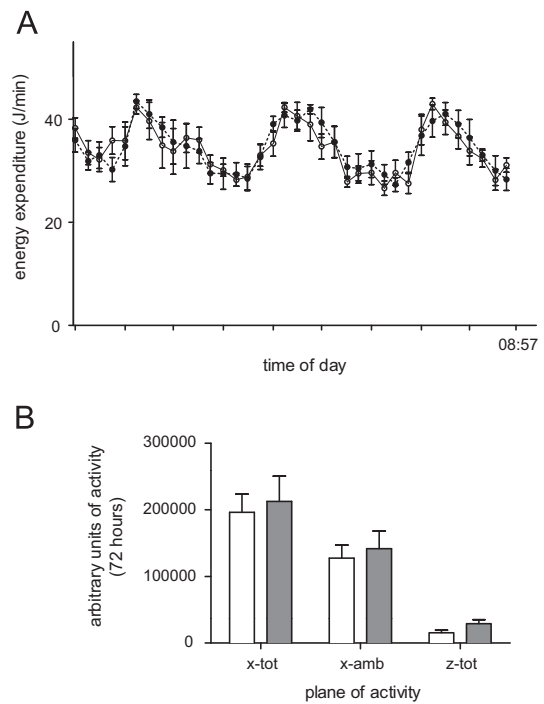 A
energy expenditure (J/min)
40
20
0
08:57
time of day
B
arbitrary units of activity
(72 hours)
300000
200000
100000
0
x-tot x-amb z-tot
plane of activity